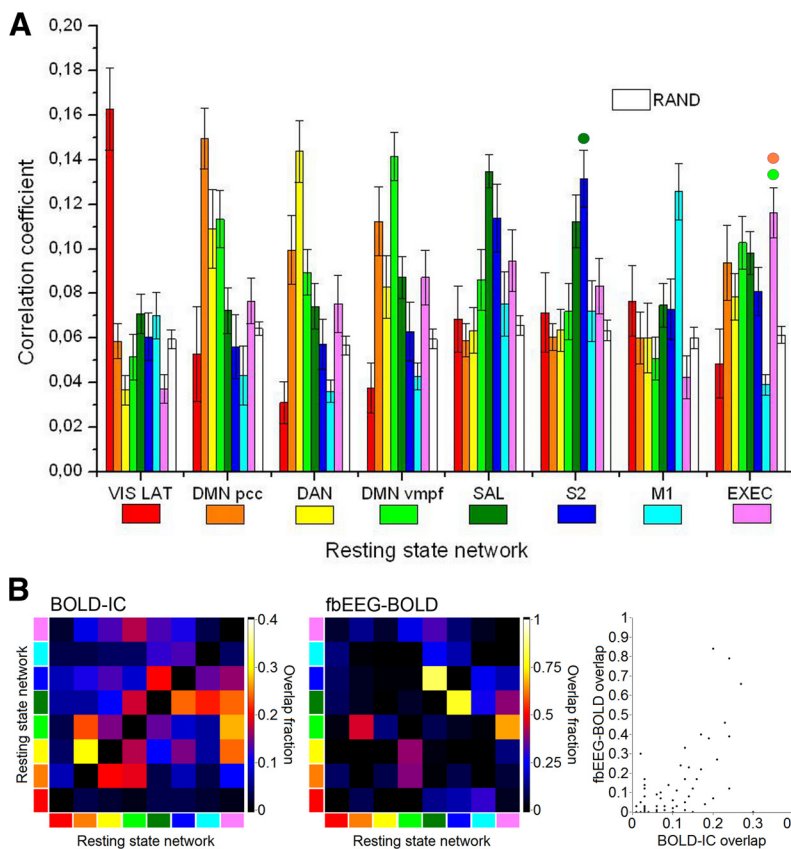 A
0,20
0,18
0,16
0,14
0,12
0,10
0,08
0,06
0,04
0,02
0,00
Correlation coefficient
RAND
VIS LAT DMN pcc DAN DMN vmpf SAL S2 M1 EXEC
Resting state network
B
BOLD-IC
Resting state network
0.4
0.3
0.2
0.1
0
Overlap fraction
Resting state network
fbEEG-BOLD
1
0.75
0.5
0.25
0
Overlap fraction
Resting state network
fbEEG-BOLD overlap
1
0.9
0.8
0.7
0.6
0.5
0.4
0.3
0.2
0.1
0
0 0.1 0.2 0.3 0
BOLD-IC overlap